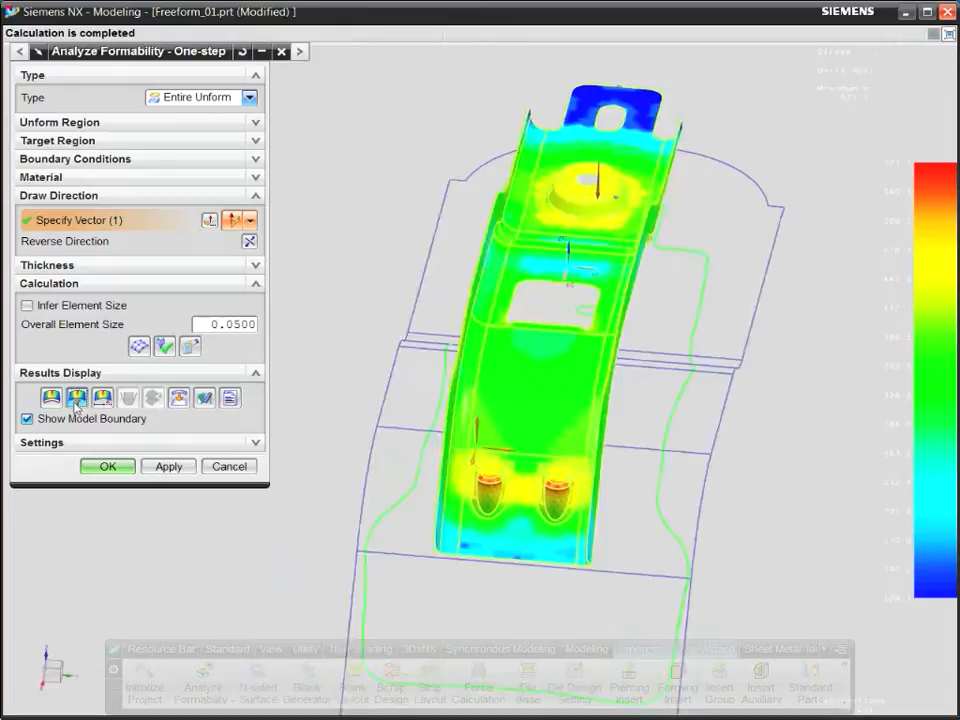 Siemens NX - Modeling - [Freeform_01.prt (Modified) ]
SIEMENS
Calculation is completed
Analyze Formability - One-step
Type
Type
Entire Unform
Unform Region
Target Region
Boundary Conditions
Material
Draw Direction
Specify Vector (1)
Reverse Direction
Thickness
Calculation
Infer Element Size
Overall Element Size
0.0500
Results Display
Show Model Boundary
Settings
OK
Apply
Cancel
Resource Bar
Standard
View
Utility
3DxNX
Synchronous Modeling
Modeling
Sheet Metal
Initialize Project
Analyze Formability
N-sided Surface
Blank Generator
Scrap Design
Strip Layout
Force Calculation
Die Base
Die Design Setting
Piercing Insert
Forming Insert
Insert Group
Insert Auxiliary
Standard Parts